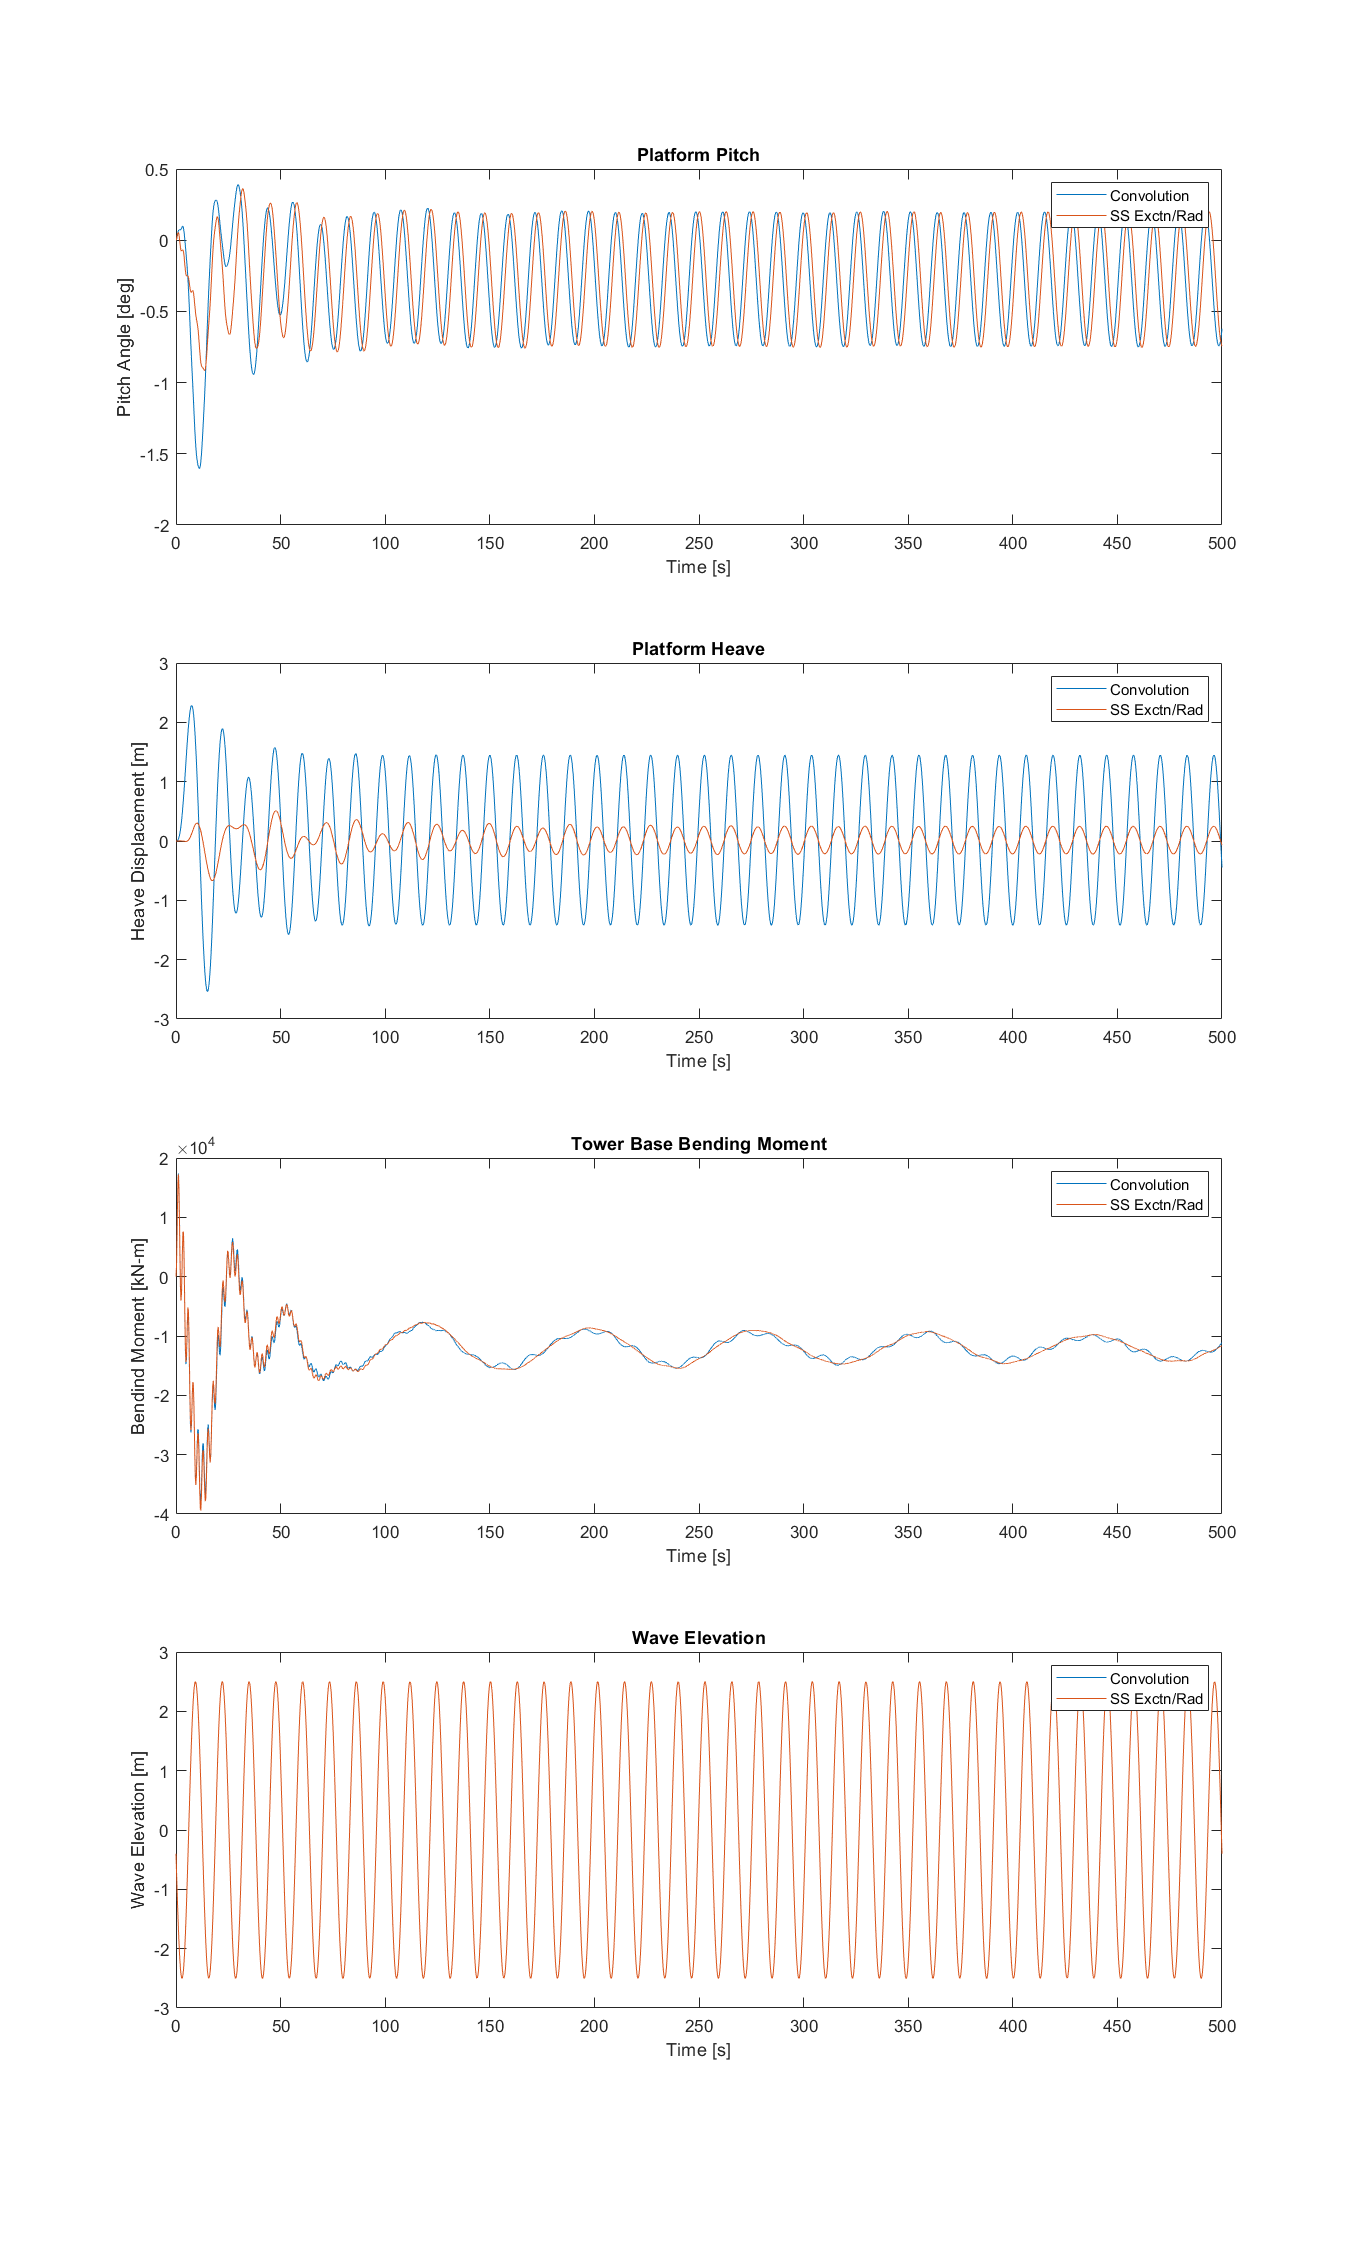 Platform Pitch
0.5
0
-0.5
-1
-1.5
-2
Pitch Angle [deg]
Convolution
SS Exctn/Rad
0 50 100 150 200 250 300 350 400 450 500
Time [s]
Platform Heave
3
2
1
0
-1
-2
-3
Heave Displacement [m]
Convolution
SS Exctn/Rad
0 50 100 150 200 250 300 350 400 450 500
Time [s]
Tower Base Bending Moment
×10⁴
2
1
0
-1
-2
-3
-4
Bendind Moment [kN-m]
Convolution
SS Exctn/Rad
0 50 100 150 200 250 300 350 400 450 500
Time [s]
Wave Elevation
3
2
1
0
-1
-2
-3
Wave Elevation [m]
Convolution
SS Exctn/Rad
0 50 100 150 200 250 300 350 400 450 500
Time [s]